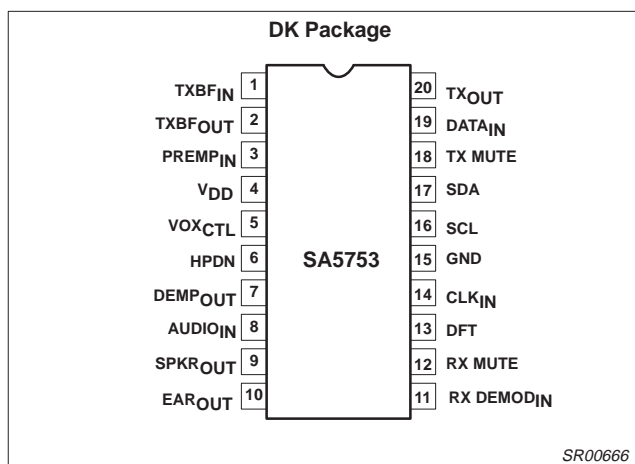 DK Package
TXBFIN 1 20 TXOUT
TXBFOUT 2 19 DATAIN
PREMPIN 3 18 TX MUTE
VDD 4 17 SDA
VOXCTL 5 16 SCL
HPDN 6 SA5753 15 GND
DEMPOUT 7 14 CLKIN
AUDIOIN 8 13 DFT
SPKROUT 9 12 RX MUTE
EAROUT 10 11 RX DEMODIN
SR00666